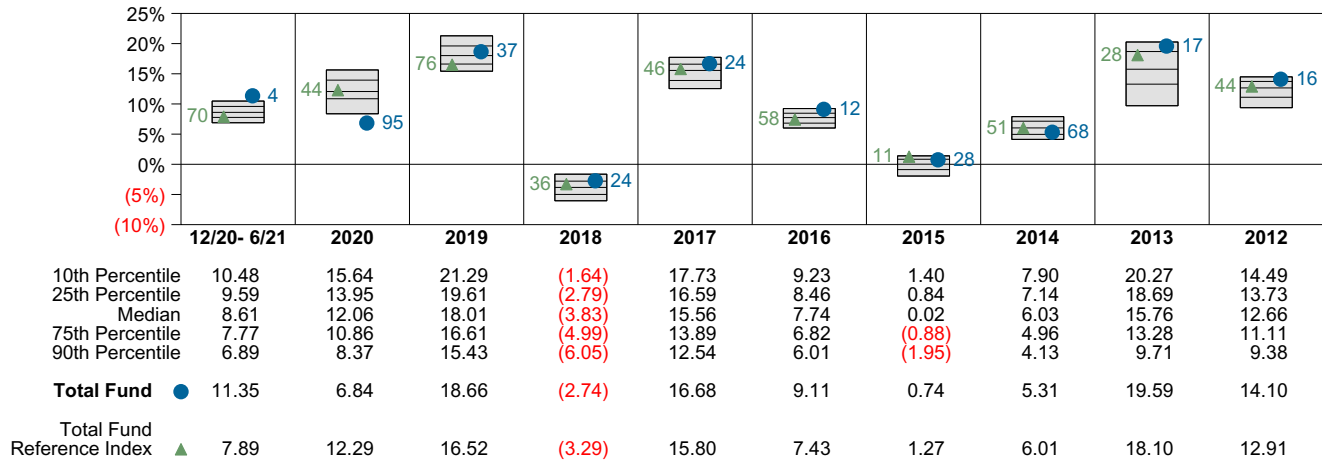 25%
20%
15%
10%
5%
0%
(5%)
(10%)
70 4
44 95
76 37
36 24
46 24
58 12
11 28
51 68
28 17
44 16
12/20- 6/21 2020 2019 2018 2017 2016 2015 2014 2013 2012
10th Percentile 10.48 15.64 21.29 (1.64) 17.73 9.23 1.40 7.90 20.27 14.49
25th Percentile 9.59 13.95 19.61 (2.79) 16.59 8.46 0.84 7.14 18.69 13.73
Median 8.61 12.06 18.01 (3.83) 15.56 7.74 0.02 6.03 15.76 12.66
75th Percentile 7.77 10.86 16.61 (4.99) 13.89 6.82 (0.88) 4.96 13.28 11.11
90th Percentile 6.89 8.37 15.43 (6.05) 12.54 6.01 (1.95) 4.13 9.71 9.38
Total Fund 11.35 6.84 18.66 (2.74) 16.68 9.11 0.74 5.31 19.59 14.10
Total Fund
Reference Index 7.89 12.29 16.52 (3.29) 15.80 7.43 1.27 6.01 18.10 12.91